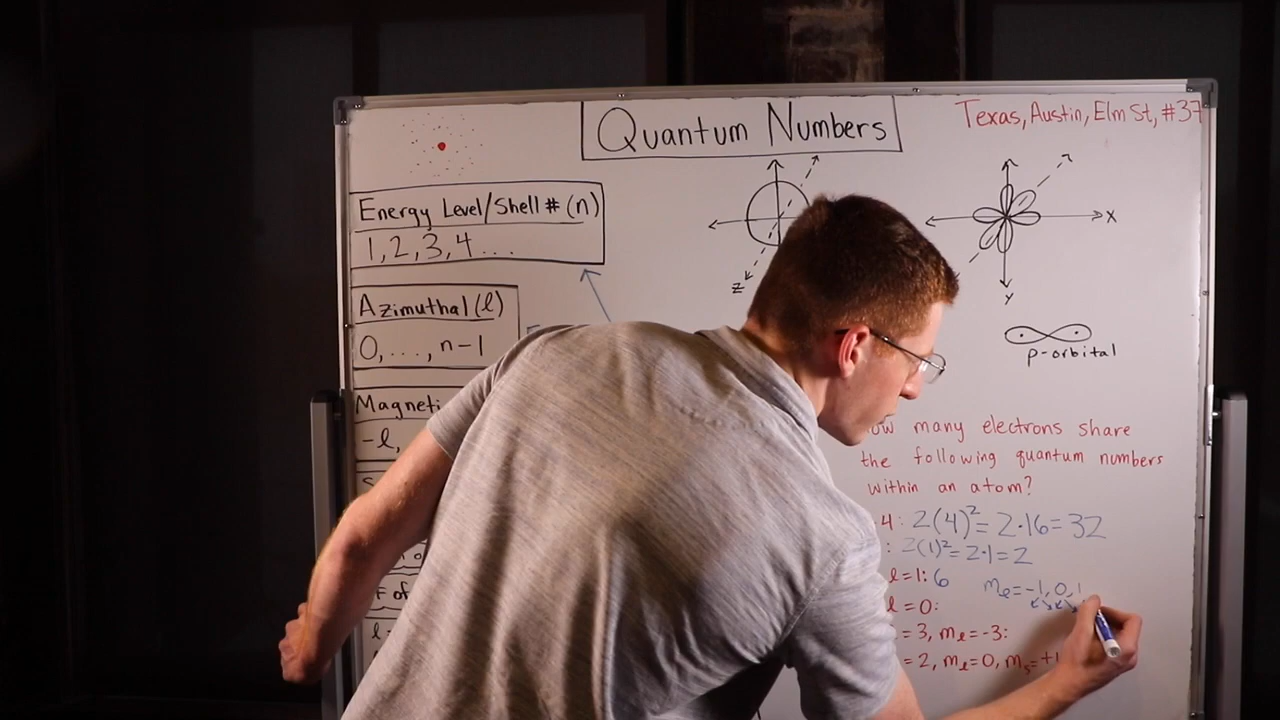 Quantum Numbers
Texas, Austin, Elm St, #37
Energy Level/Shell # (n)
1, 2, 3, 4 ...
Azimuthal (ℓ)
0, ..., n-1
-ℓ,
z
x
y
p-orbital
many electrons share
the following quantum numbers
within an atom?
4: 2(4)²= 2·16= 32
: 2(1)²= 2·1= 2
ℓ = 1: 6
mℓ = -1, 0, 1
ℓ = 0:
= 3, mℓ = -3:
= 2, mℓ = 0, ms = +
ℓ =